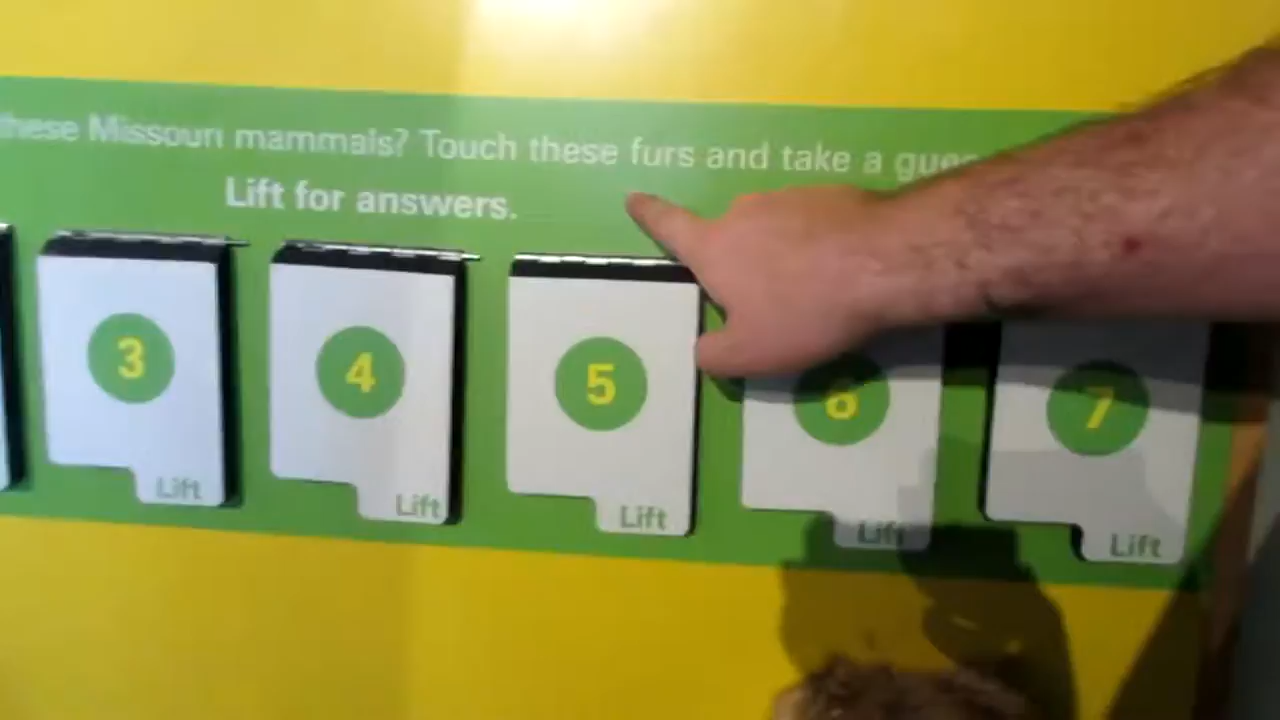 these Missouri mammals? Touch these furs and take a
Lift for answers.
3
4
5
6
7
Lift
Lift
Lift
Lift
Lift